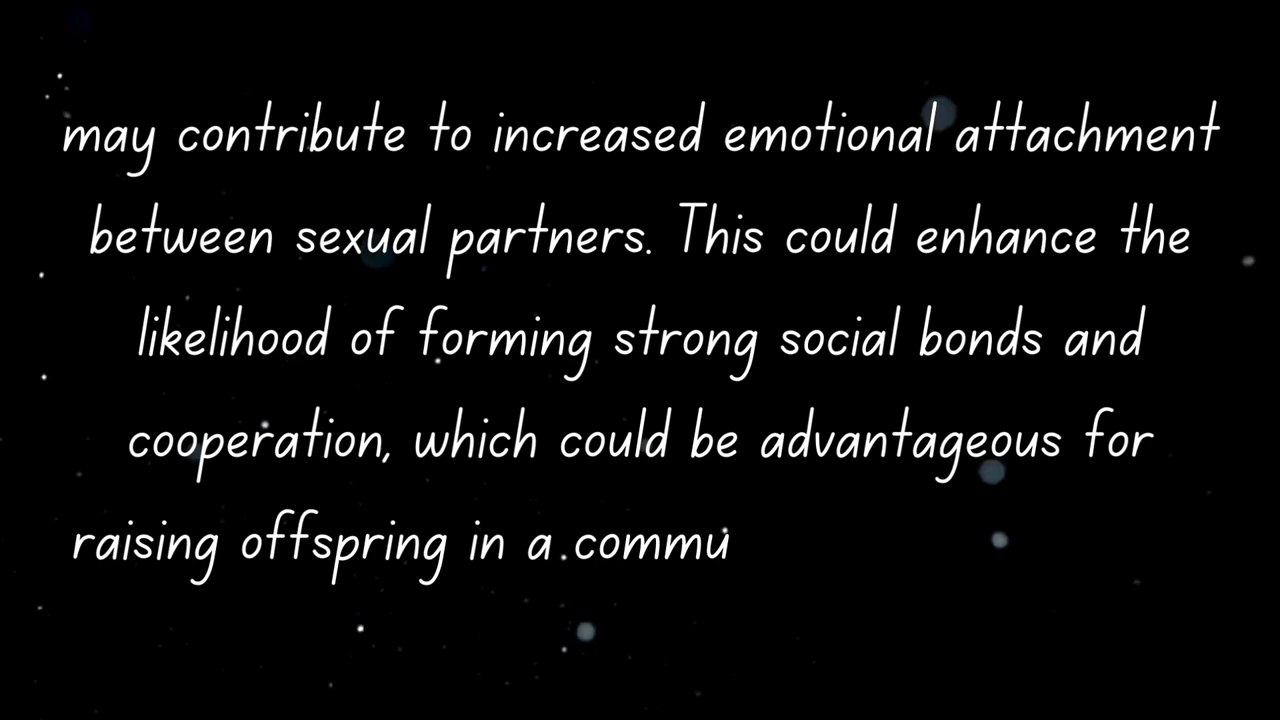 may contribute to increased emotional attachment
between sexual partners. This could enhance the
likelihood of forming strong social bonds and
cooperation, which could be advantageous for
raising offspring in a commu